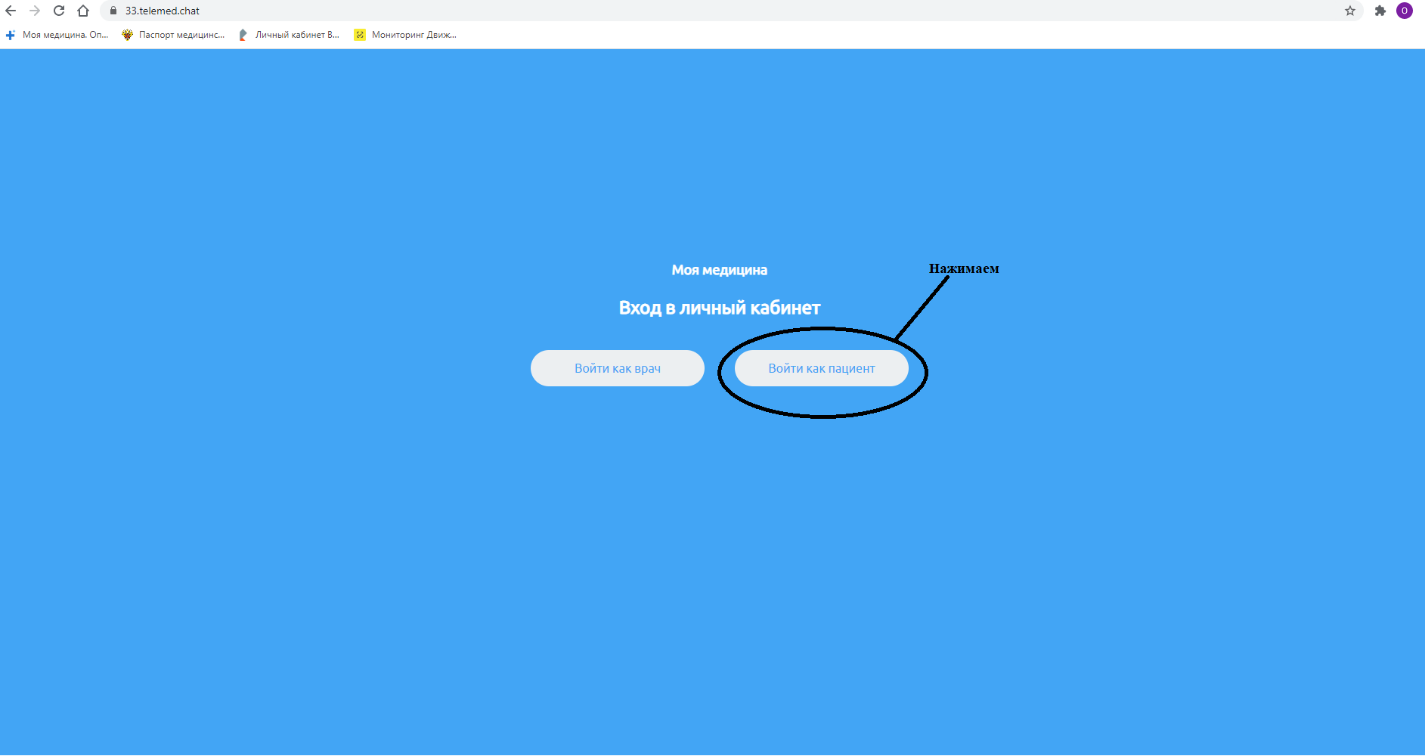 33.telemed.chat
О
Моя медицина. Оп...
Паспорт медицинс...
Личный кабинет В...
Мониторинг Движ...
Моя медицина
Нажимаем
Вход в личный кабинет
Войти как врач
Войти как пациент